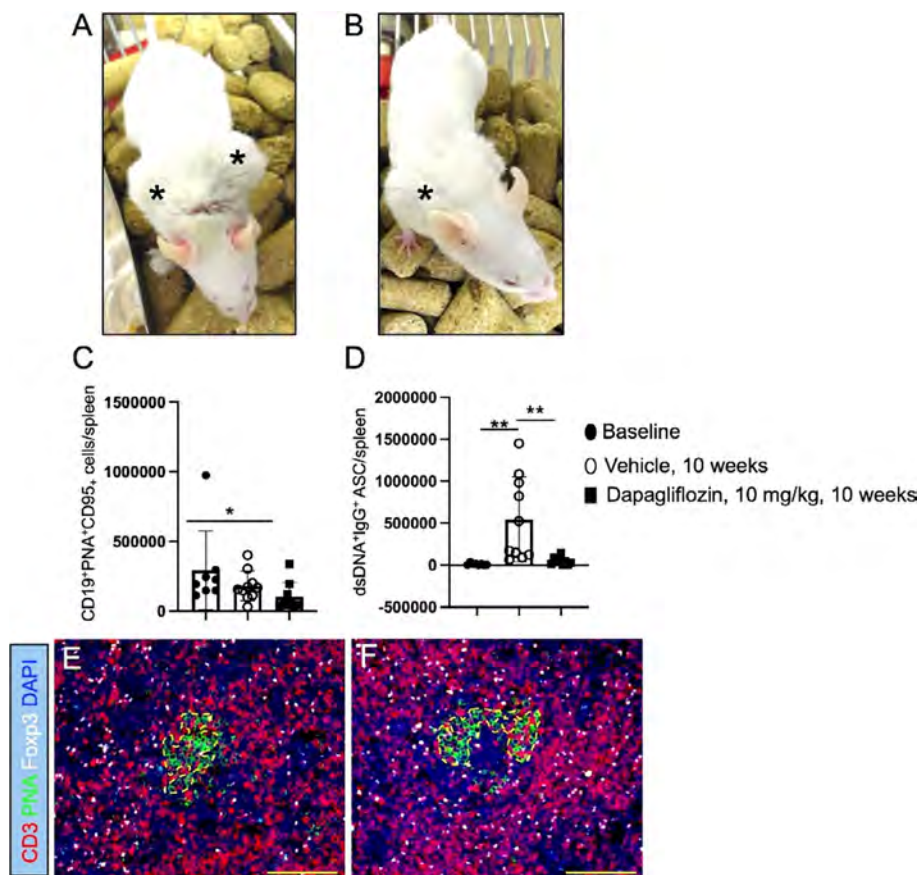 A
B
*
*
*
C
D
CD19⁺PNA⁺CD95₊ cells/spleen
1500000
1000000
500000
0
*
dsDNA⁺IgG⁺ ASC/spleen
2000000
1500000
1000000
500000
0
-500000
**
**
Baseline
Vehicle, 10 weeks
Dapagliflozin, 10 mg/kg, 10 weeks
CD3 PNA Foxp3 DAPI
E
F